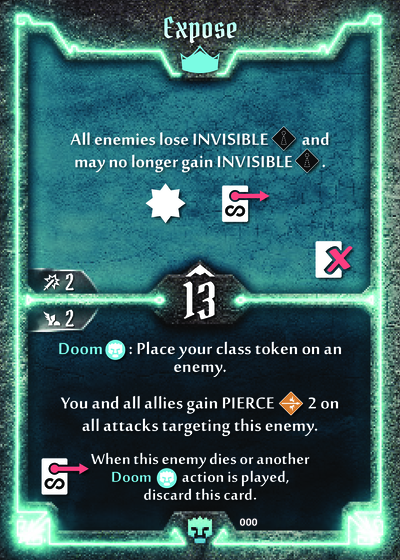 Expose
All enemies lose INVISIBLE and
may no longer gain INVISIBLE .
2
13
2
Doom : Place your class token on an
enemy.
You and all allies gain PIERCE 2 on
all attacks targeting this enemy.
When this enemy dies or another
Doom action is played,
discard this card.
000